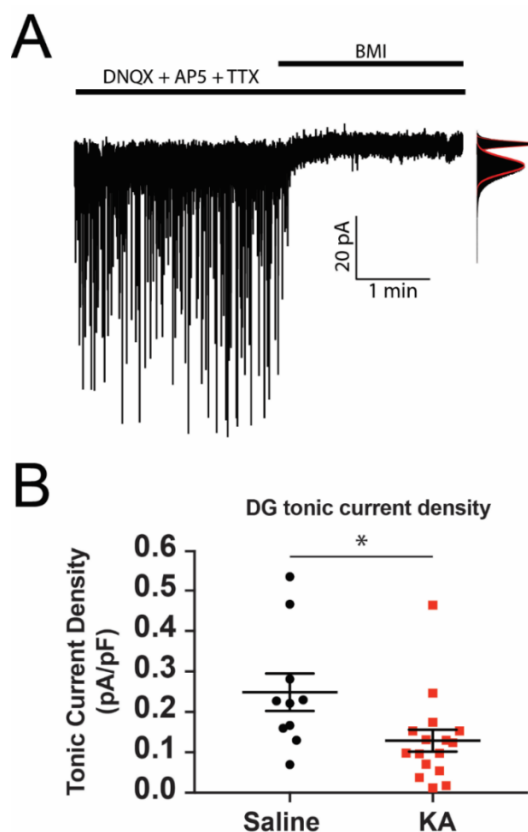 A
BMI
DNQX + AP5 + TTX
20 pA
1 min
B
DG tonic current density
*
Tonic Current Density
(pA/pF)
0.6
0.5
0.4
0.3
0.2
0.1
0.0
Saline
KA